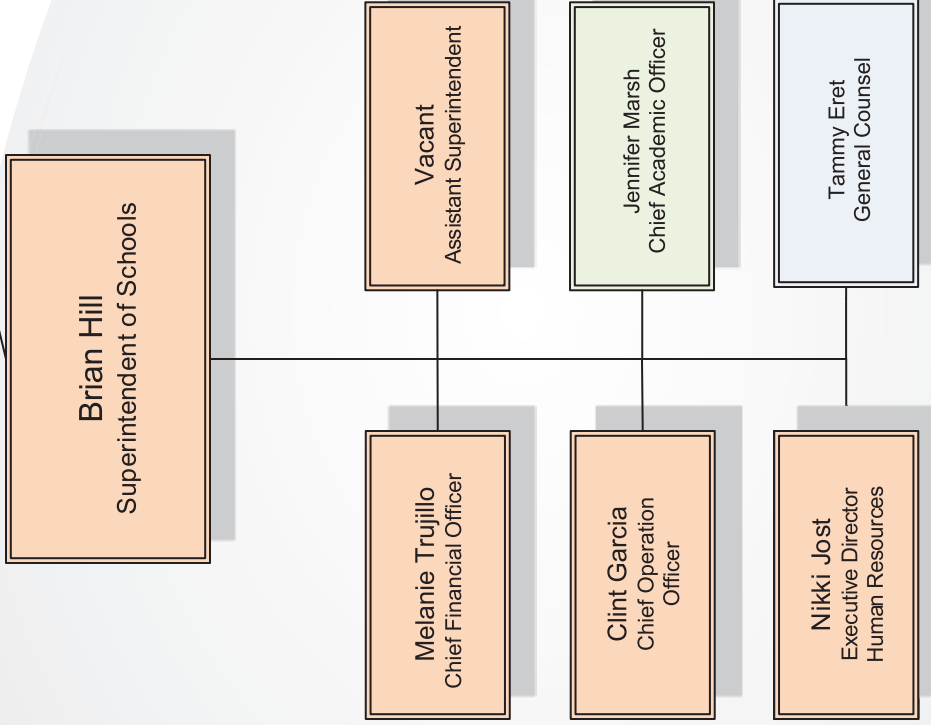 Brian Hill
Superintendent of Schools
Melanie Trujillo
Chief Financial Officer
Vacant
Assistant Superintendent
Clint Garcia
Chief Operation
Officer
Jennifer Marsh
Chief Academic Officer
Nikki Jost
Executive Director
Human Resources
Tammy Eret
General Counsel